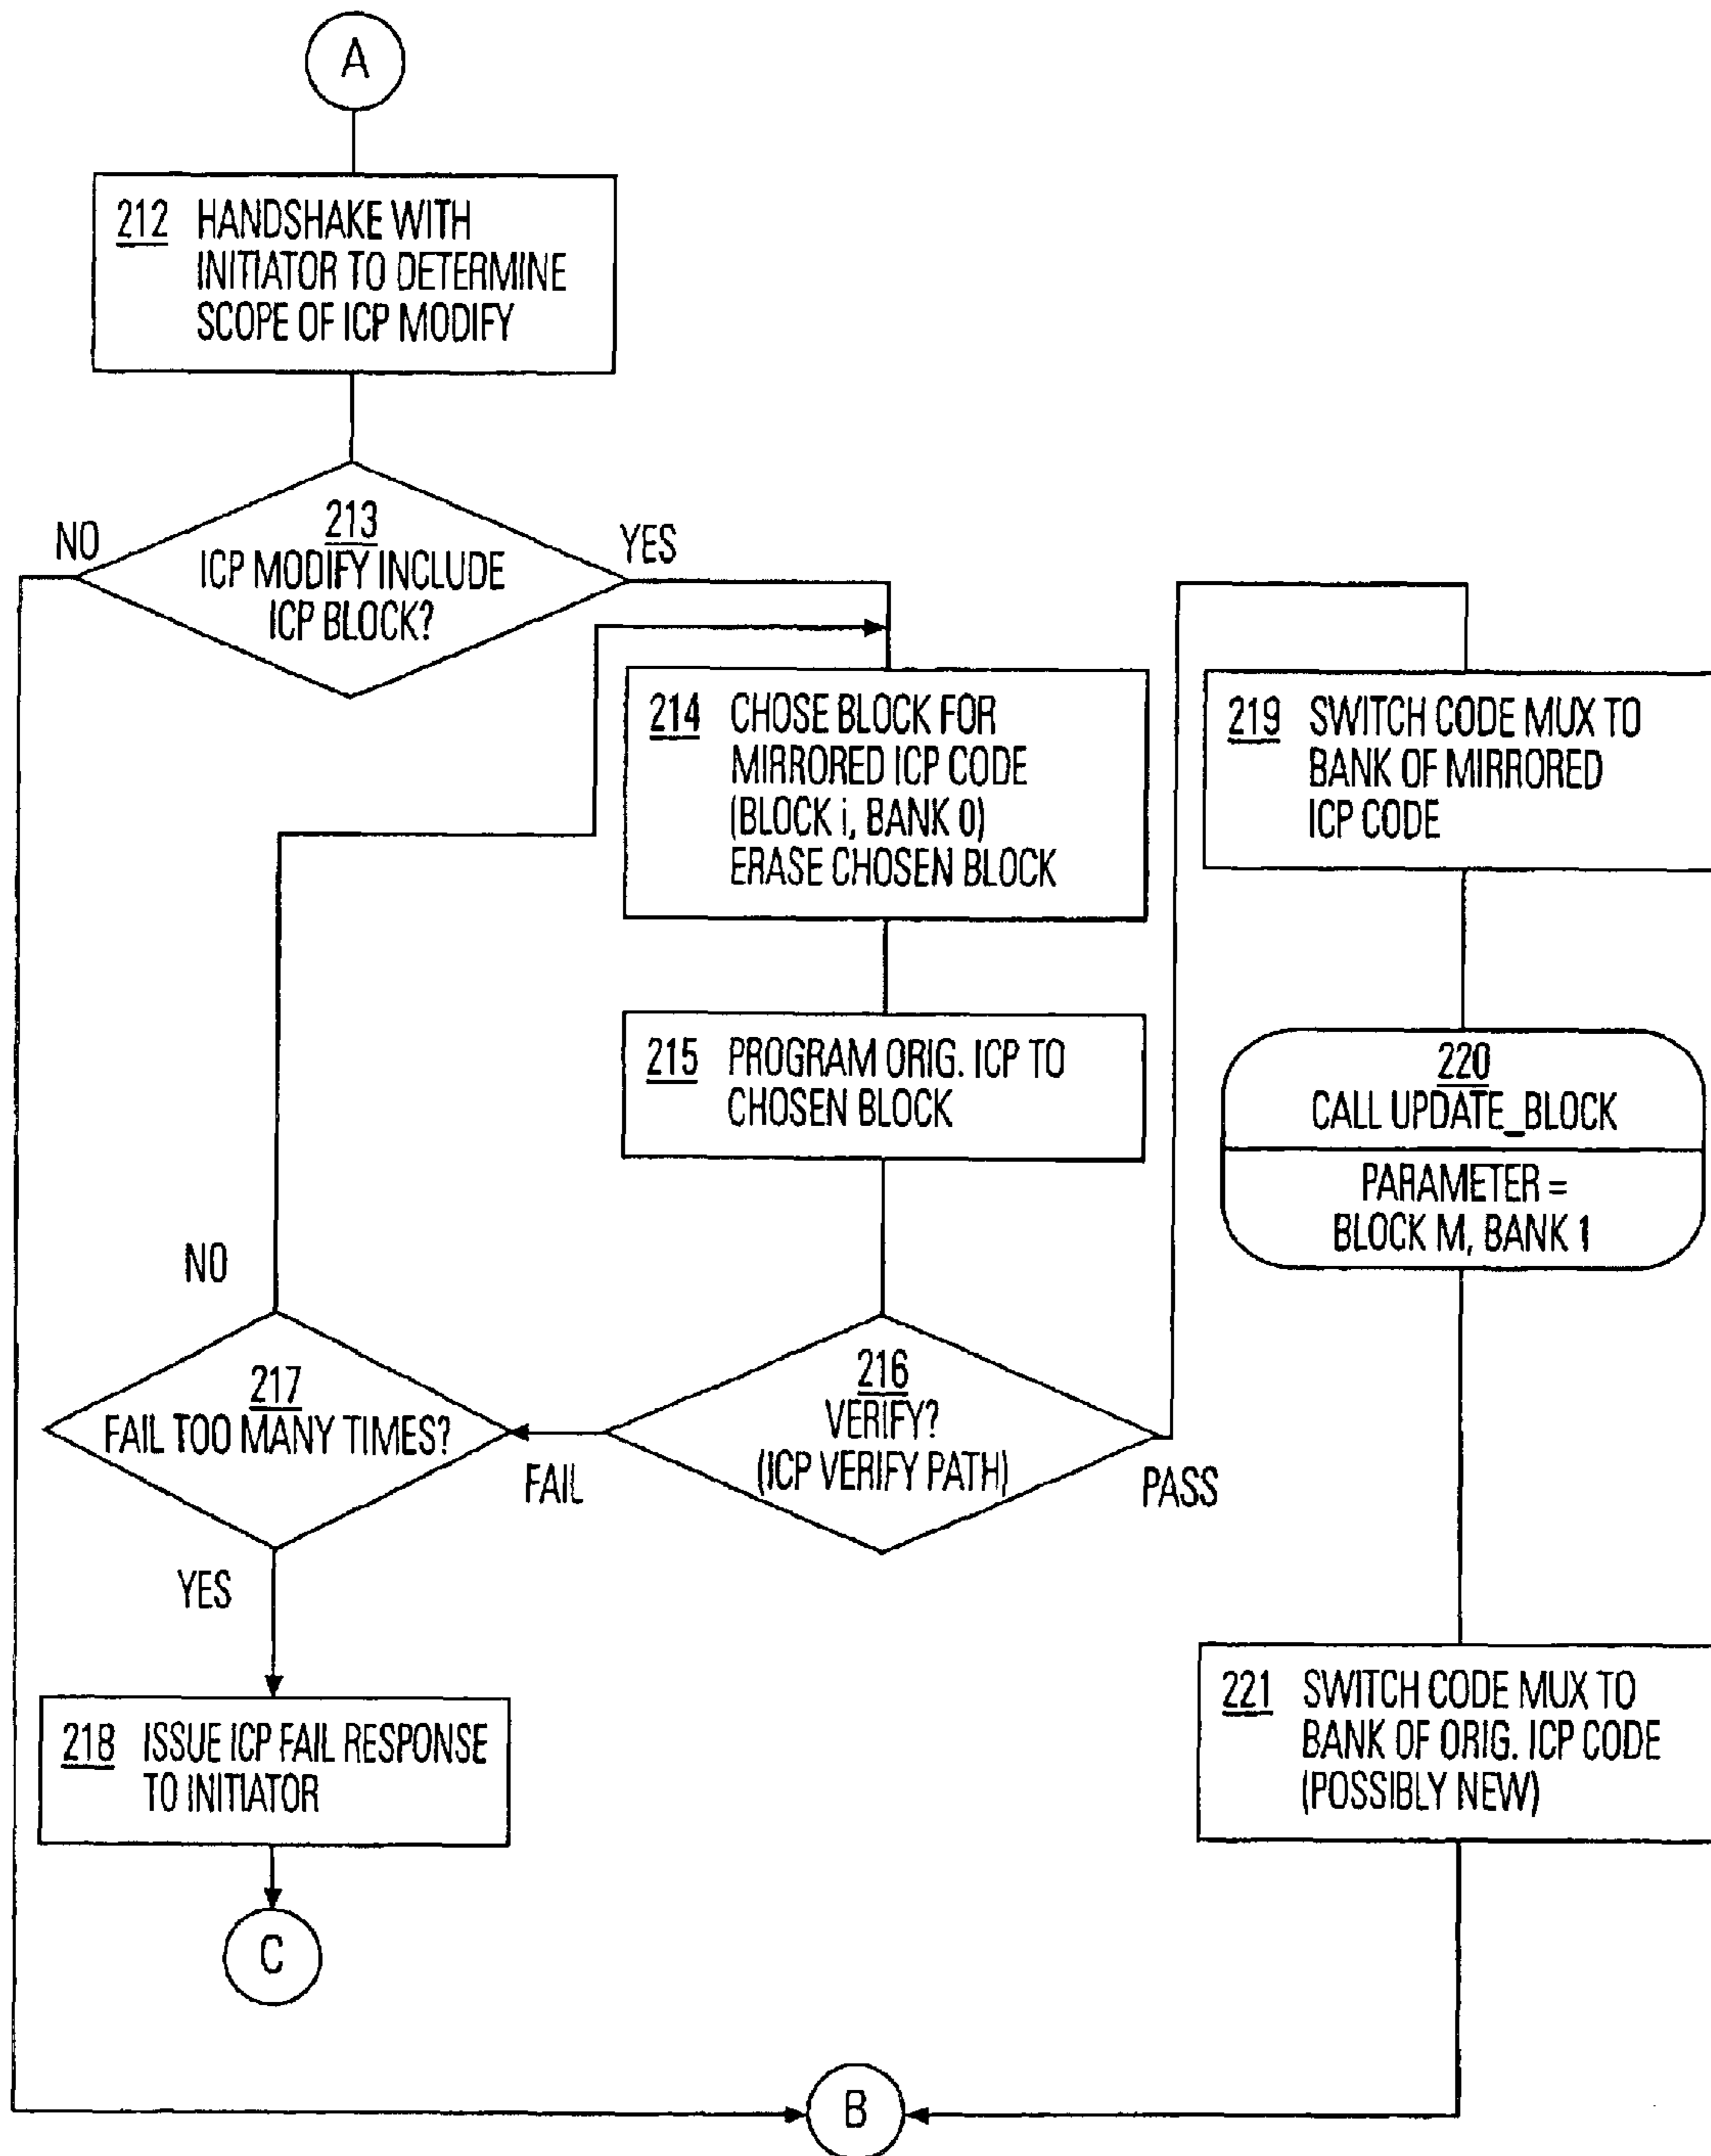 A
212 HANDSHAKE WITH
INITIATOR TO DETERMINE
SCOPE OF ICP MODIFY
213
ICP MODIFY INCLUDE
ICP BLOCK?
NO
YES
214 CHOSE BLOCK FOR
MIRRORED ICP CODE
(BLOCK i, BANK 0)
ERASE CHOSEN BLOCK
215 PROGRAM ORIG. ICP TO
CHOSEN BLOCK
216
VERIFY?
(ICP VERIFY PATH)
FAIL
PASS
217
FAIL TOO MANY TIMES?
NO
YES
218 ISSUE ICP FAIL RESPONSE
TO INITIATOR
C
219 SWITCH CODE MUX TO
BANK OF MIRRORED
ICP CODE
220
CALL UPDATE_BLOCK
PARAMETER =
BLOCK M, BANK 1
221 SWITCH CODE MUX TO
BANK OF ORIG. ICP CODE
(POSSIBLY NEW)
B